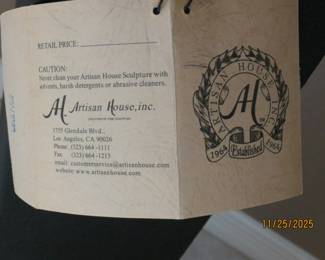 RETAIL PRICE:
CAUTION:
Never clean your Artisan House Sculpture with
solvents, harsh detergents or abrasive cleaners.
AH Artisan House, inc.
1755 Glendale Blvd.,
Los Angeles, CA 90026
Phone (323) 664-1111
Fax (323) 664-1215
email customerservice@artisanhouse.com
website: www.artisanhouse.com
ARTISAN HOUSE INC.
AH
Established
1964
11/25/2025